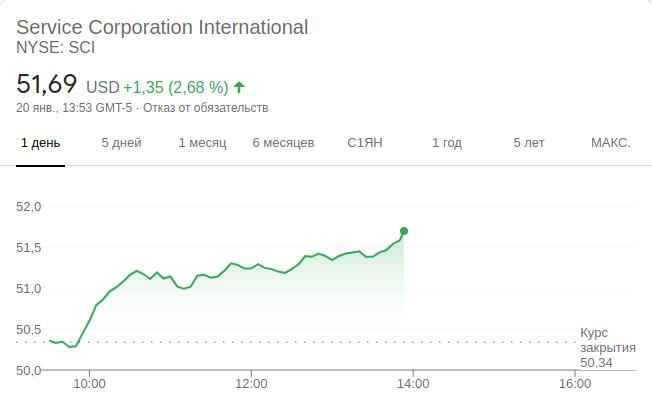 Service Corporation International
NYSE: SCI
51,69 USD +1,35 (2,68 %)
20 янв., 13:53 GMT-5 · Отказ от обязательств
1 день 5 дней 1 месяц 6 месяцев С1ЯН 1 год 5 лет МАКС.
52,0
51,5
51,0
50,5
50,0
Курс
закрытия
50,34
10:00 12:00 14:00 16:00